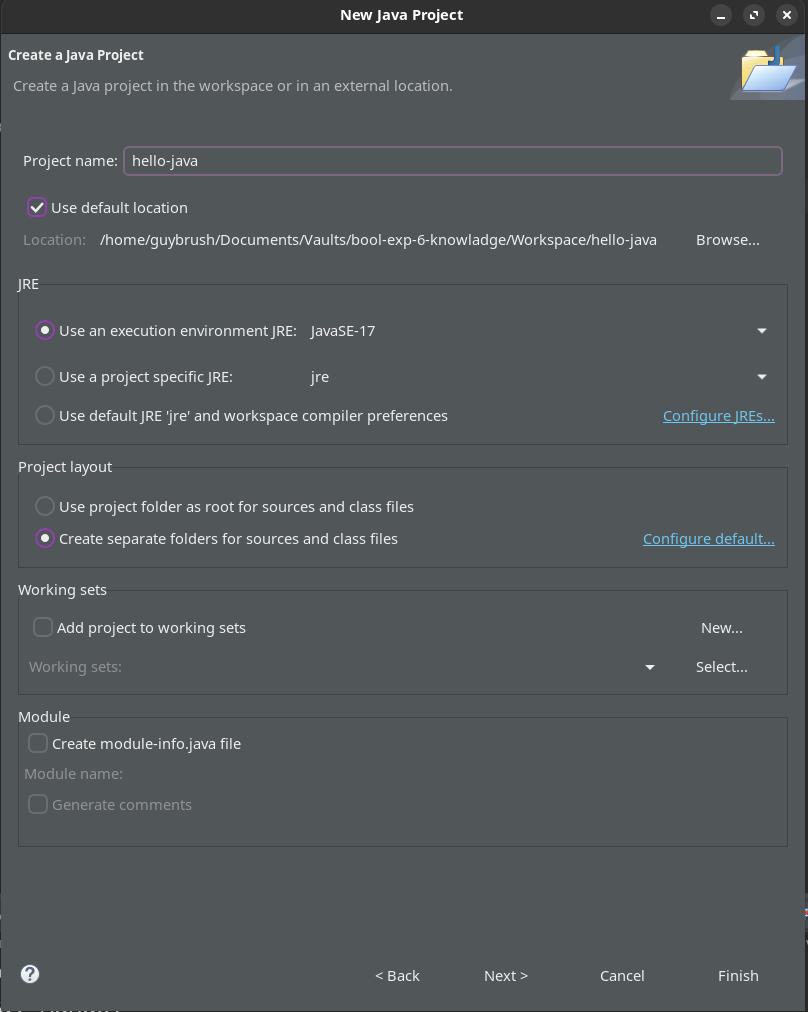 New Java Project
Create a Java Project
Create a Java project in the workspace or in an external location.
Project name: hello-java
Use default location
Location: /home/guybrush/Documents/Vaults/bool-exp-6-knowladge/Workspace/hello-java Browse...
JRE
Use an execution environment JRE: JavaSE-17
Use a project specific JRE: jre
Use default JRE 'jre' and workspace compiler preferences Configure JREs...
Project layout
Use project folder as root for sources and class files
Create separate folders for sources and class files Configure default...
Working sets
Add project to working sets New...
Working sets: Select...
Module
Create module-info.java file
Module name:
Generate comments
? < Back Next > Cancel Finish